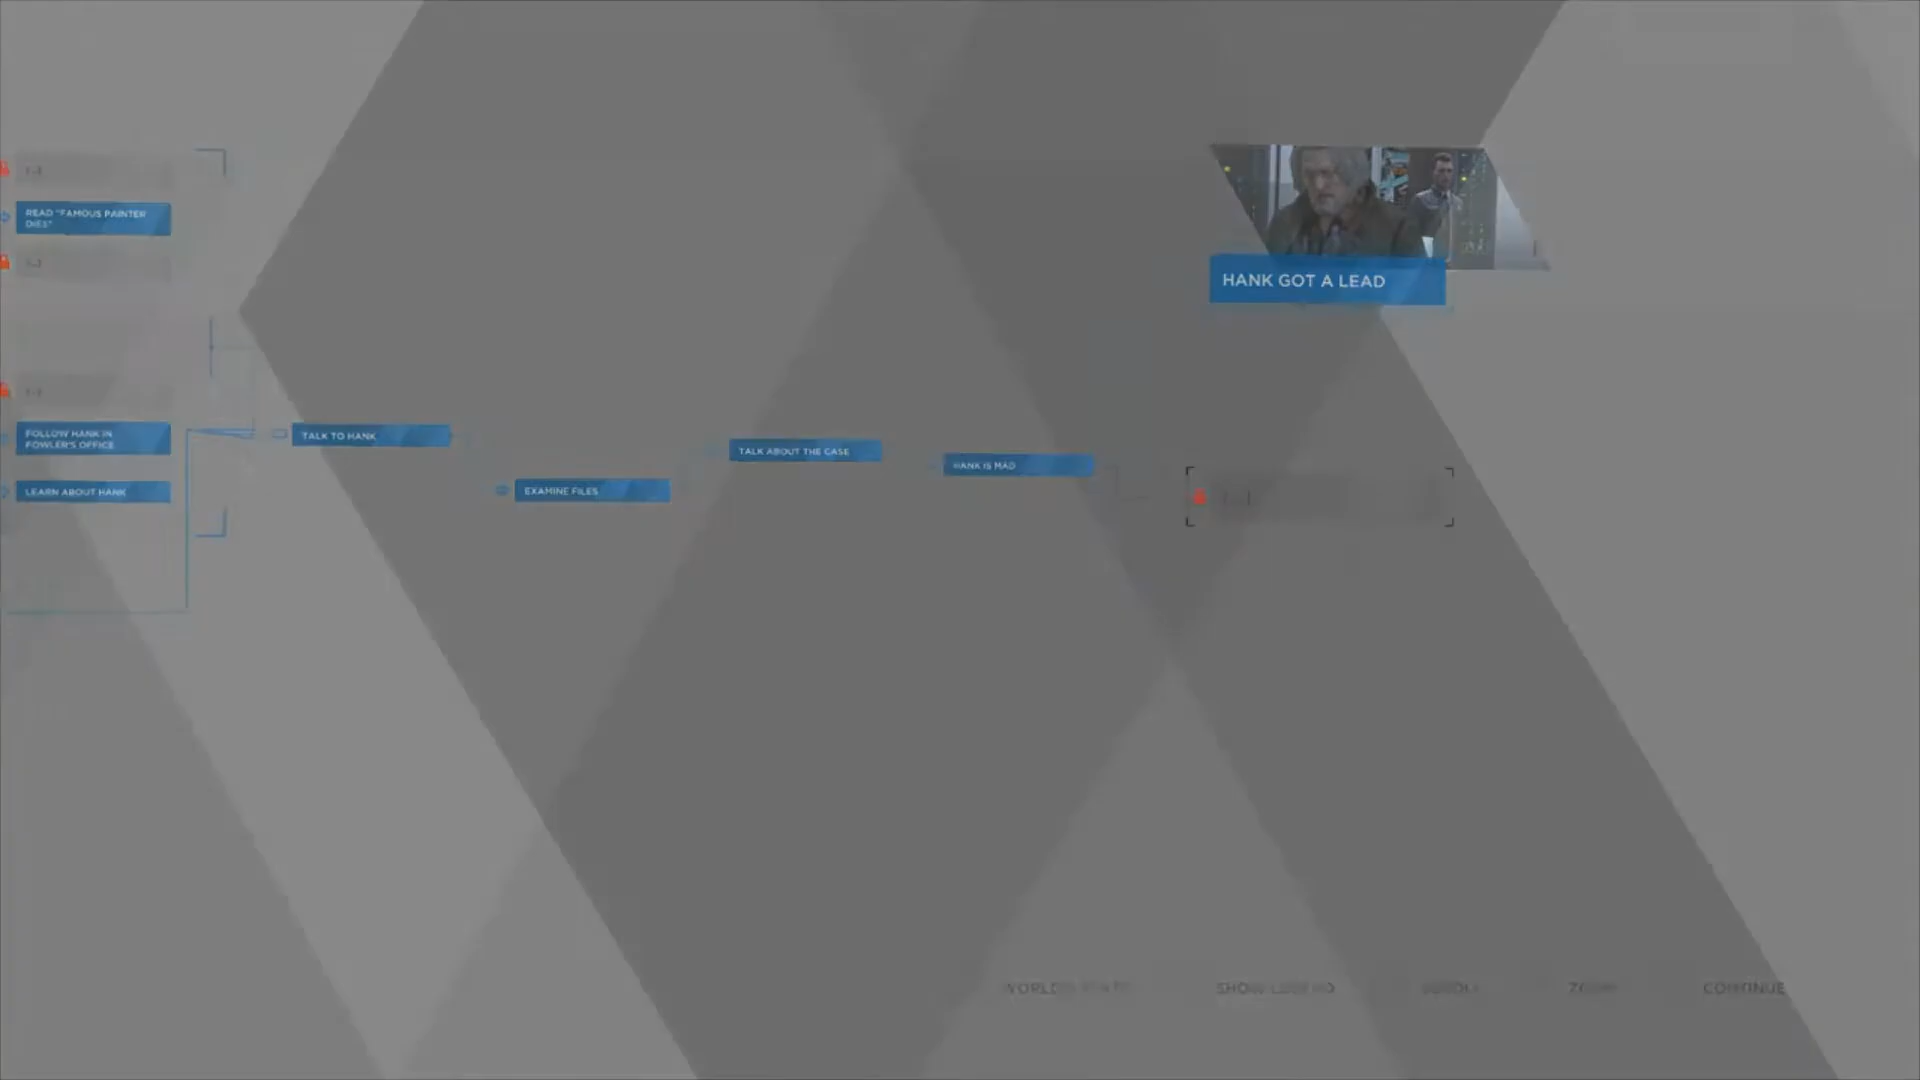 READ "FAMOUS PAINTER
DIES"
FOLLOW HANK IN
FOWLER'S OFFICE
LEARN ABOUT HANK
TALK TO HANK
EXAMINE FILES
TALK ABOUT THE CASE
HANK IS MAD
HANK GOT A LEAD
SHOW LEGEND
SCROLL
ZOOM
CONTINUE